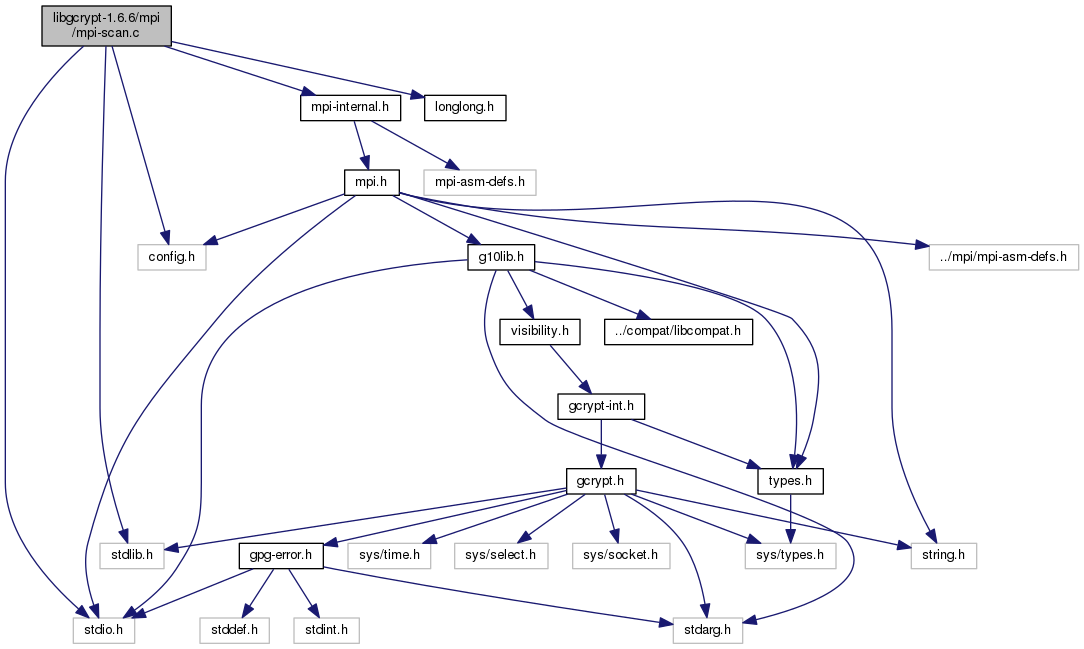 libgcrypt-1.6.6/mpi
/mpi-scan.c
mpi-internal.h
longlong.h
mpi.h
mpi-asm-defs.h
config.h
g10lib.h
../mpi/mpi-asm-defs.h
visibility.h
../compat/libcompat.h
gcrypt-int.h
gcrypt.h
types.h
stdlib.h
gpg-error.h
sys/time.h
sys/select.h
sys/socket.h
sys/types.h
string.h
stdio.h
stddef.h
stdint.h
stdarg.h